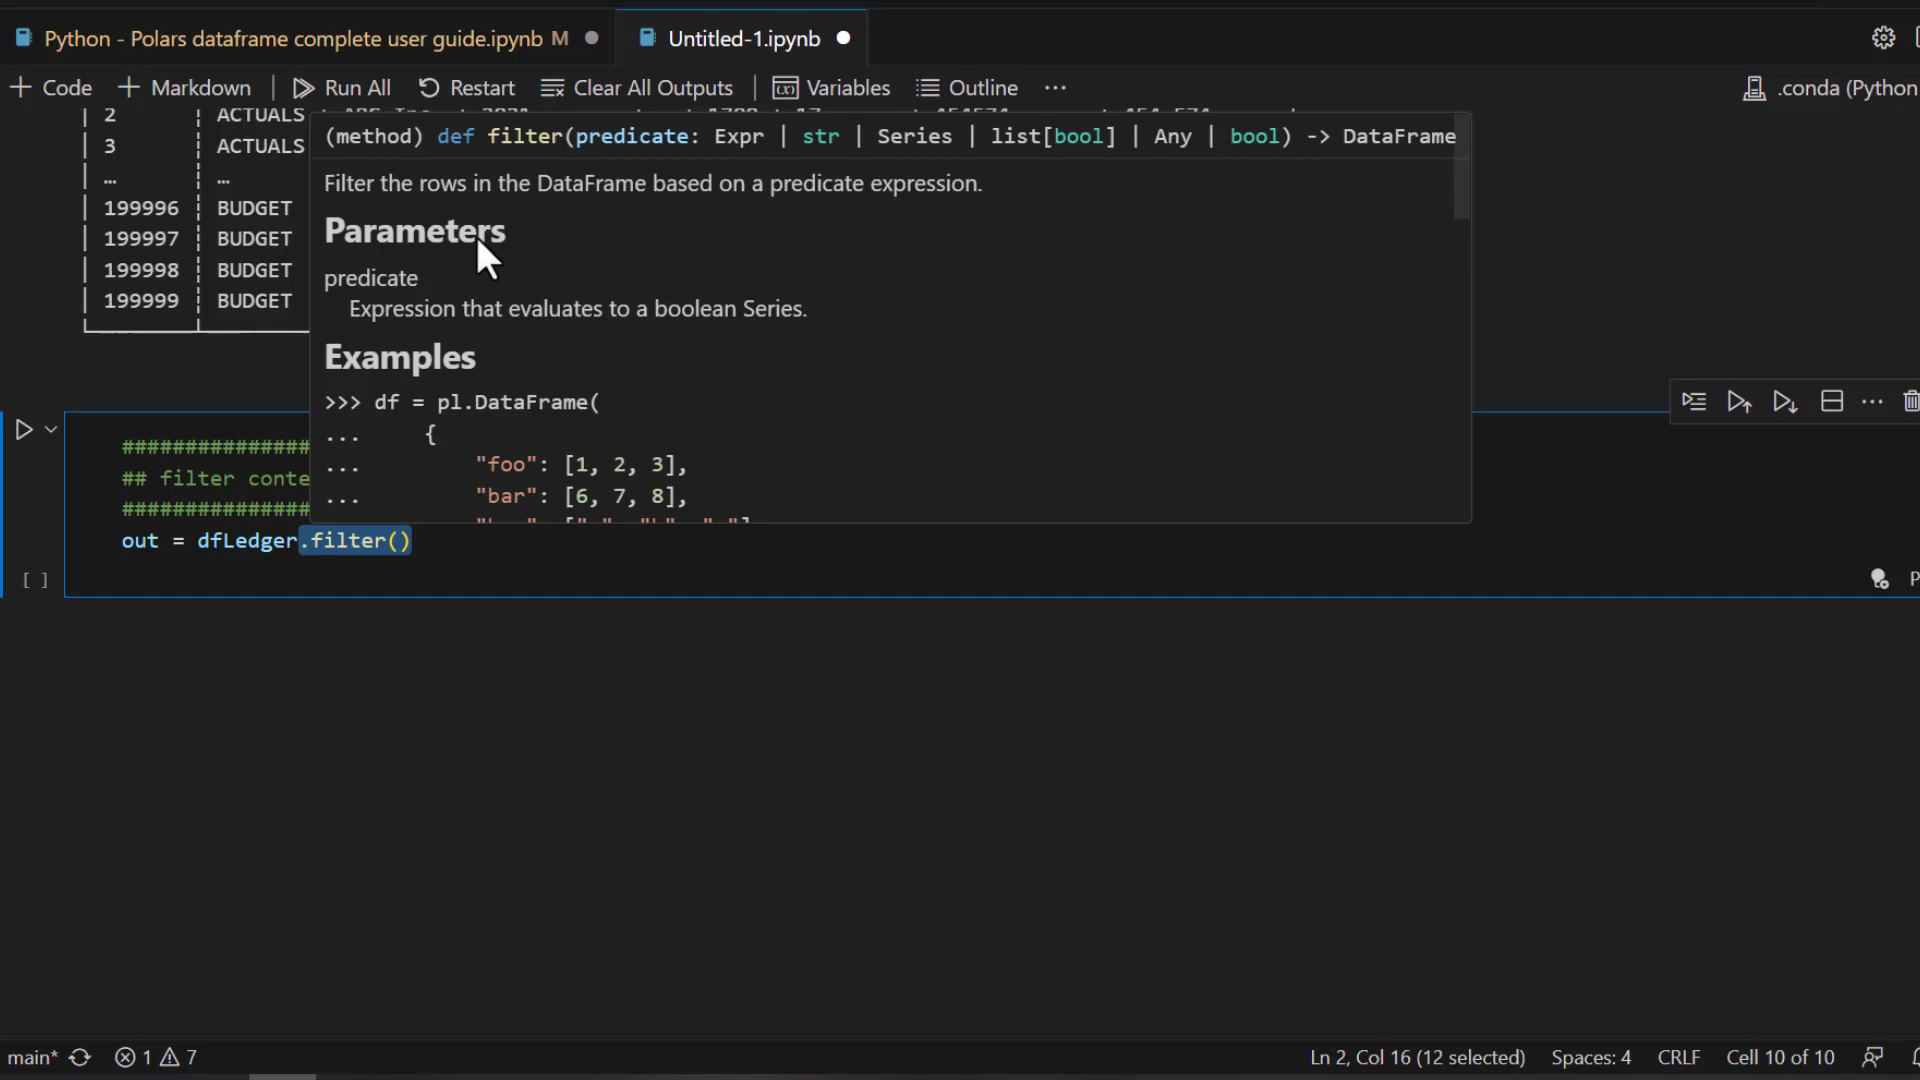 Python - Polars dataframe complete user guide.ipynb M
Untitled-1.ipynb
Code
Markdown
Run All
Restart
Clear All Outputs
Variables
Outline
...
.conda (Python
2 ACTUALS
3 ACTUALS
… …
199996 BUDGET
199997 BUDGET
199998 BUDGET
199999 BUDGET
(method) def filter(predicate: Expr | str | Series | list[bool] | Any | bool) -> DataFrame
Filter the rows in the DataFrame based on a predicate expression.
Parameters
predicate
Expression that evaluates to a boolean Series.
Examples
>>> df = pl.DataFrame(
... {
... "foo": [1, 2, 3],
... "bar": [6, 7, 8],
###############
## filter conte
###############
out = dfLedger.filter()
[ ]
main*
1 7
Ln 2, Col 16 (12 selected)
Spaces: 4
CRLF
Cell 10 of 10